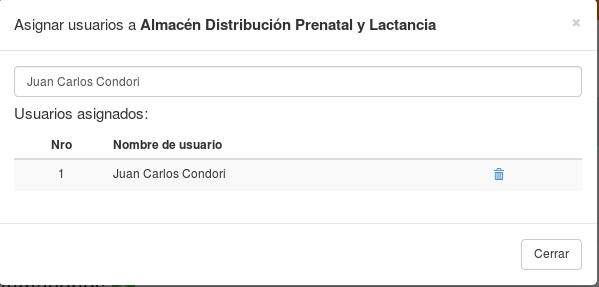 Asignar usuarios a Almacén Distribución Prenatal y Lactancia ×
Juan Carlos Condori
Usuarios asignados:
Nro Nombre de usuario
1 Juan Carlos Condori
Cerrar